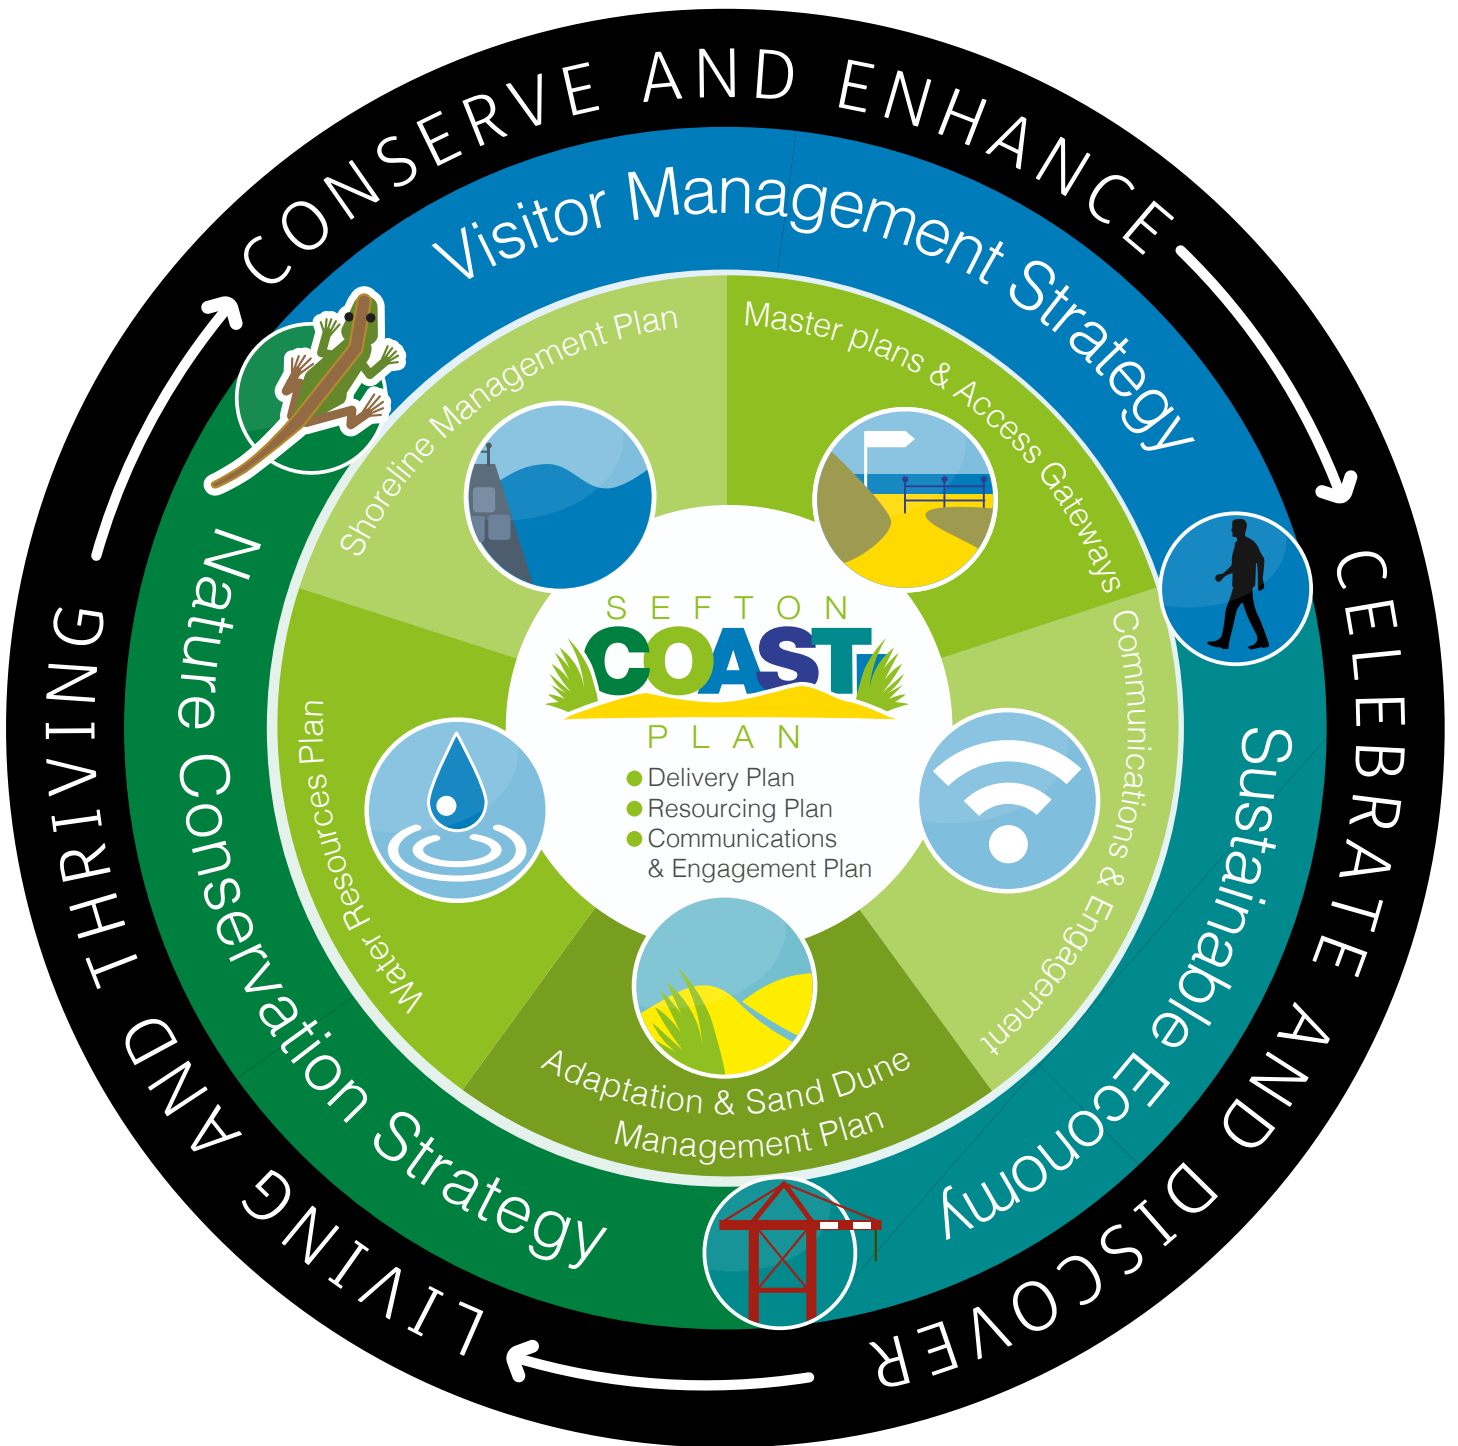 CONSERVE AND ENHANCE
CELEBRATE AND DISCOVER
LIVING AND THRIVING
Visitor Management Strategy
Sustainable Economy
Nature Conservation Strategy
Shoreline Management Plan
Master plans & Access Gateways
Communications & Engagement
Adaptation & Sand Dune
Management Plan
Water Resources Plan
SEFTON
COAST
PLAN
Delivery Plan
Resourcing Plan
Communications
& Engagement Plan